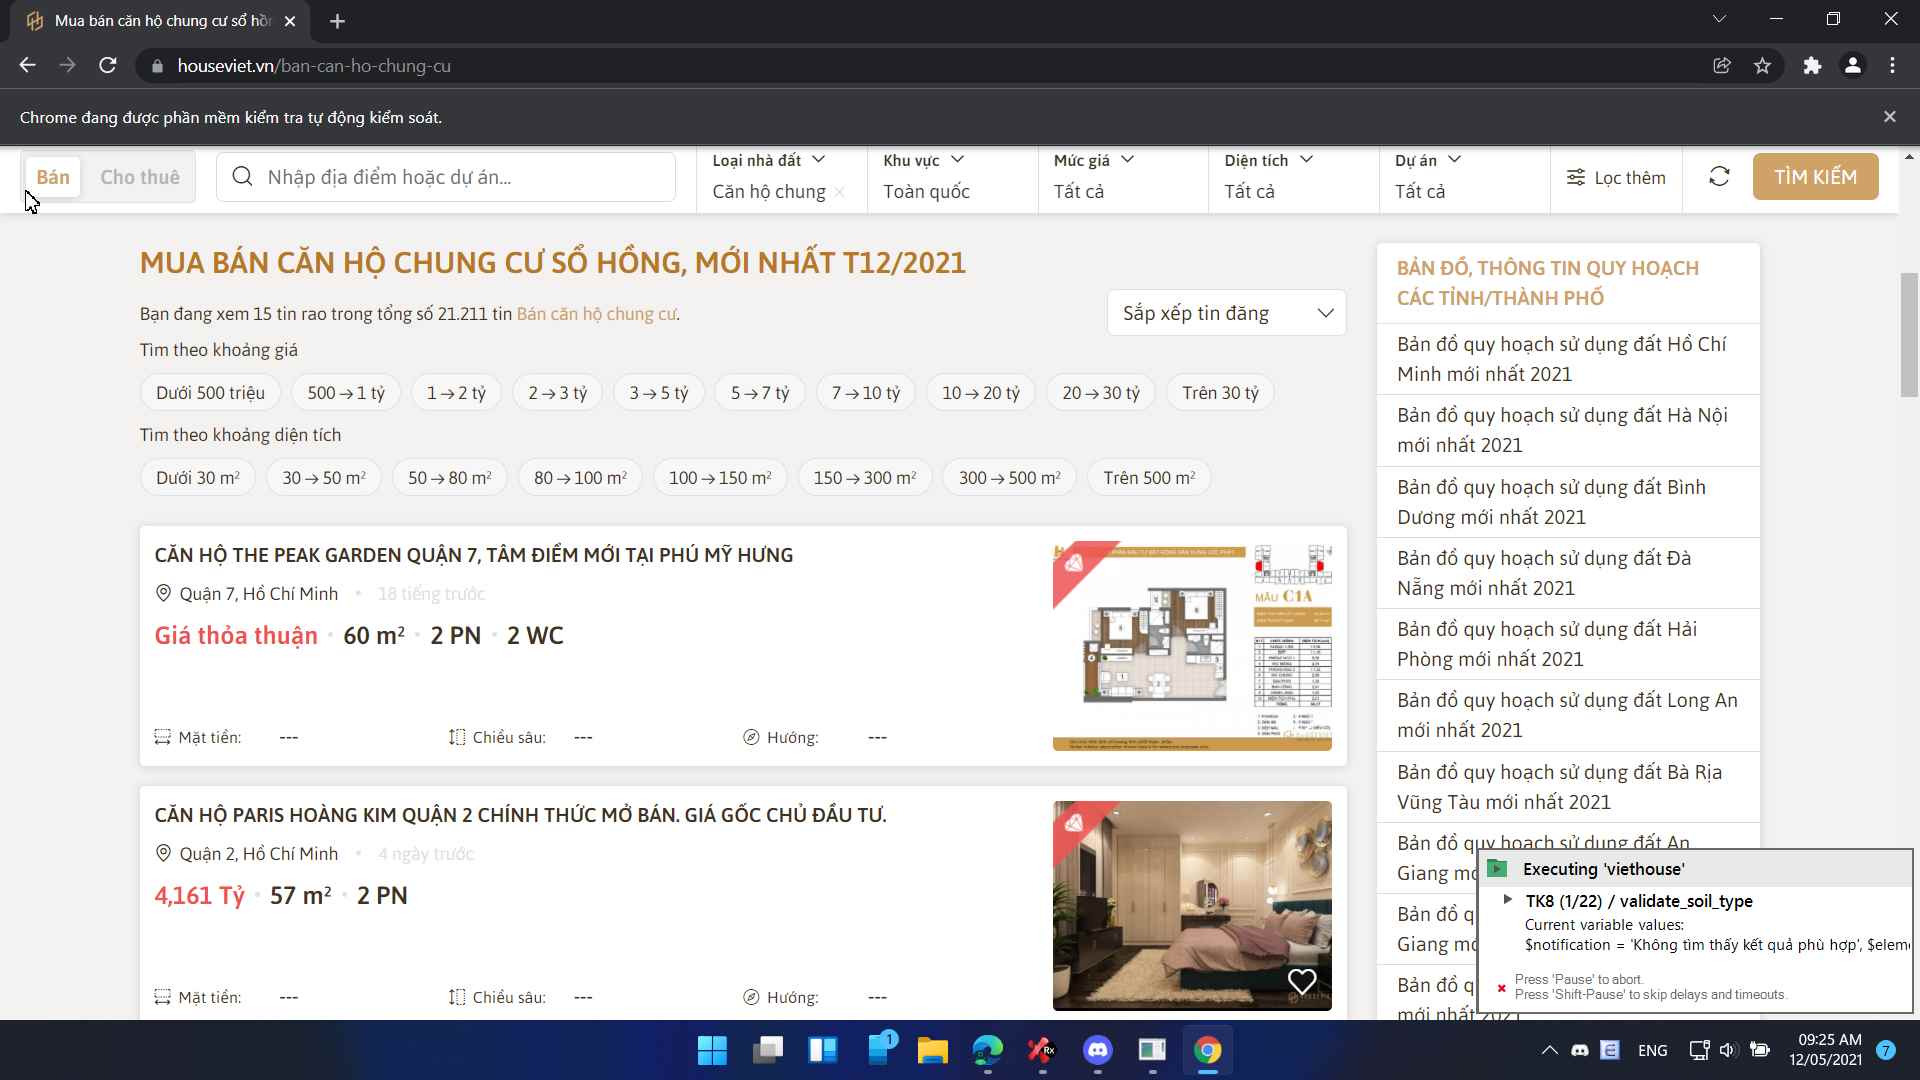 Mua bán căn hộ chung cư sổ hồn
houseviet.vn/ban-can-ho-chung-cu
Chrome đang được phần mềm kiểm tra tự động kiểm soát.
Bán
Cho thuê
Nhập địa điểm hoặc dự án...
Loại nhà đất
Căn hộ chung
Khu vực
Toàn quốc
Mức giá
Tất cả
Diện tích
Tất cả
Dự án
Tất cả
Lọc thêm
TÌM KIẾM
MUA BÁN CĂN HỘ CHUNG CƯ SỔ HỒNG, MỚI NHẤT T12/2021
Bạn đang xem 15 tin rao trong tổng số 21.211 tin Bán căn hộ chung cư.
Sắp xếp tin đăng
Tìm theo khoảng giá
Dưới 500 triệu
500 → 1 tỷ
1 → 2 tỷ
2 → 3 tỷ
3 → 5 tỷ
5 → 7 tỷ
7 → 10 tỷ
10 → 20 tỷ
20 → 30 tỷ
Trên 30 tỷ
Tìm theo khoảng diện tích
Dưới 30 m²
30 → 50 m²
50 → 80 m²
80 → 100 m²
100 → 150 m²
150 → 300 m²
300 → 500 m²
Trên 500 m²
CĂN HỘ THE PEAK GARDEN QUẬN 7, TÂM ĐIỂM MỚI TẠI PHÚ MỸ HƯNG
Quận 7, Hồ Chí Minh • 18 tiếng trước
Giá thỏa thuận • 60 m² • 2 PN • 2 WC
Mặt tiền: ---
Chiều sâu: ---
Hướng: ---
MẪU C1A
CĂN HỘ PARIS HOÀNG KIM QUẬN 2 CHÍNH THỨC MỞ BÁN. GIÁ GỐC CHỦ ĐẦU TƯ.
Quận 2, Hồ Chí Minh • 4 ngày trước
4,161 Tỷ • 57 m² • 2 PN
Mặt tiền: ---
Chiều sâu: ---
Hướng: ---
BẢN ĐỒ, THÔNG TIN QUY HOẠCH
CÁC TỈNH/THÀNH PHỐ
Bản đồ quy hoạch sử dụng đất Hồ Chí
Minh mới nhất 2021
Bản đồ quy hoạch sử dụng đất Hà Nội
mới nhất 2021
Bản đồ quy hoạch sử dụng đất Bình
Dương mới nhất 2021
Bản đồ quy hoạch sử dụng đất Đà
Nẵng mới nhất 2021
Bản đồ quy hoạch sử dụng đất Hải
Phòng mới nhất 2021
Bản đồ quy hoạch sử dụng đất Long An
mới nhất 2021
Bản đồ quy hoạch sử dụng đất Bà Rịa
Vũng Tàu mới nhất 2021
Bản đồ quy hoạch sử dụng đất An
Giang
Bản đồ
Giang
Bản đồ
mới nhất 2021
Executing 'viethouse'
TK8 (1/22) / validate_soil_type
Current variable values:
$notification = 'Không tìm thấy kết quả phù hợp', $elem
Press 'Pause' to abort.
Press 'Shift-Pause' to skip delays and timeouts.
1
Rx
ENG
09:25 AM
12/05/2021
7